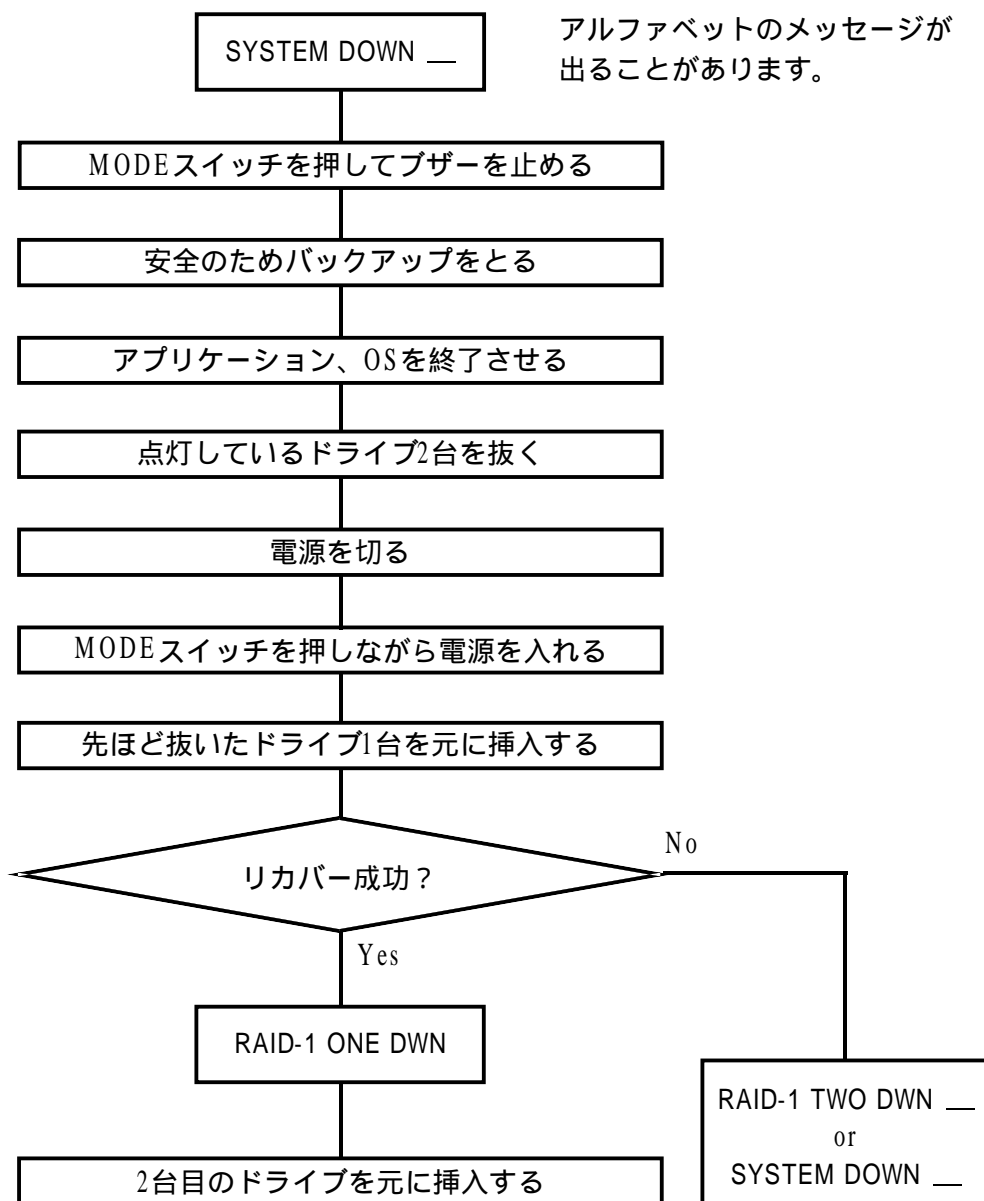 SYSTEM DOWN __
アルファベットのメッセージが
出ることがあります。
MODEスイッチを押してブザーを止める
安全のためバックアップをとる
アプリケーション、OSを終了させる
点灯しているドライブ2台を抜く
電源を切る
MODEスイッチを押しながら電源を入れる
先ほど抜いたドライブ1台を元に挿入する
リカバー成功？
No
Yes
RAID-1 ONE DWN
RAID-1 TWO DWN __
or
SYSTEM DOWN __
2台目のドライブを元に挿入する